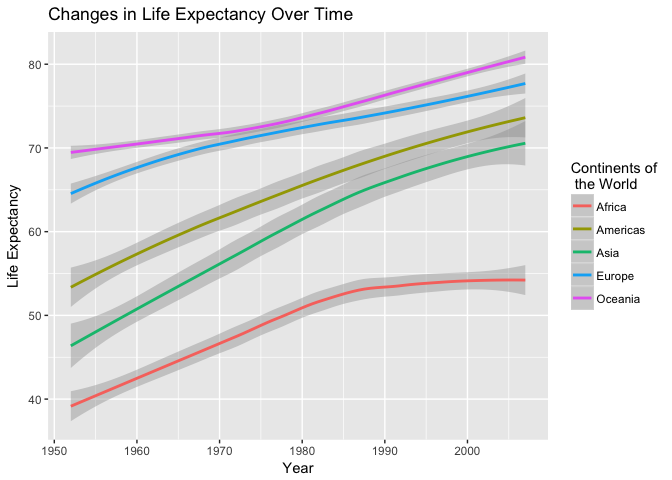 Changes in Life Expectancy Over Time
Life Expectancy
80
70
60
50
40
1950 1960 1970 1980 1990 2000
Year
Continents of
the World
Africa
Americas
Asia
Europe
Oceania